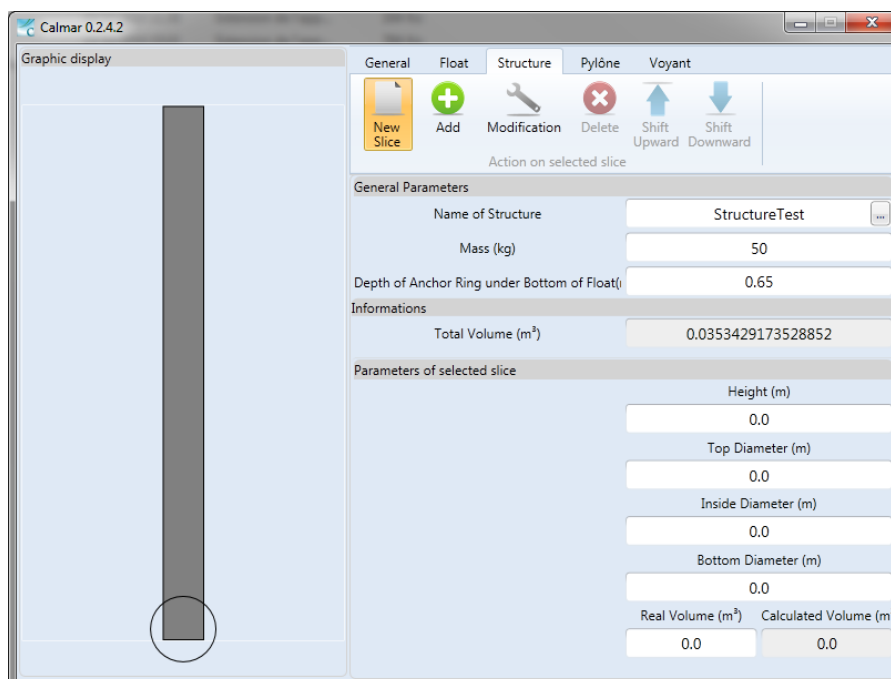 Calmar 0.2.4.2
Graphic display
General Float Structure Pylône Voyant
New Slice
Add
Modification
Delete
Shift Upward
Shift Downward
Action on selected slice
General Parameters
Name of Structure StructureTest ...
Mass (kg) 50
Depth of Anchor Ring under Bottom of Float( 0.65
Informations
Total Volume (m³) 0.0353429173528852
Parameters of selected slice
Height (m)
0.0
Top Diameter (m)
0.0
Inside Diameter (m)
0.0
Bottom Diameter (m)
0.0
Real Volume (m³) Calculated Volume (m
0.0 0.0